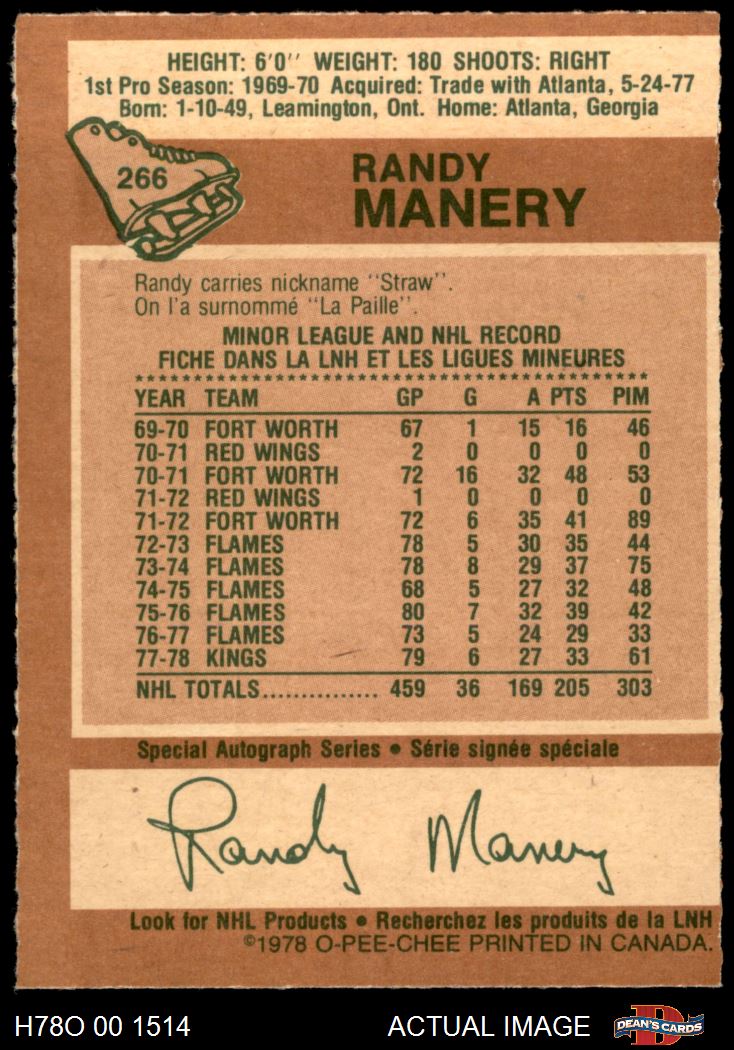 HEIGHT: 6'0'' WEIGHT: 180 SHOOTS: RIGHT
1st Pro Season: 1969-70 Acquired: Trade with Atlanta, 5-24-77
Born: 1-10-49, Leamington, Ont. Home: Atlanta, Georgia
266
RANDY
MANERY
Randy carries nickname "Straw".
On l'a surnommé "La Paille".
MINOR LEAGUE AND NHL RECORD
FICHE DANS LA LNH ET LES LIGUES MINEURES
YEAR TEAM GP G A PTS PIM
69-70 FORT WORTH 67 1 15 16 46
70-71 RED WINGS 2 0 0 0 0
70-71 FORT WORTH 72 16 32 48 53
71-72 RED WINGS 1 0 0 0 0
71-72 FORT WORTH 72 6 35 41 89
72-73 FLAMES 78 5 30 35 44
73-74 FLAMES 78 8 29 37 75
74-75 FLAMES 68 5 27 32 48
75-76 FLAMES 80 7 32 39 42
76-77 FLAMES 73 5 24 29 33
77-78 KINGS 79 6 27 33 61
NHL TOTALS............... 459 36 169 205 303
Special Autograph Series • Série signée spéciale
Randy Manery
Look for NHL Products • Recherchez les produits de la LNH
©1978 O-PEE-CHEE PRINTED IN CANADA.
H78O 00 1514 ACTUAL IMAGE D DEAN'S CARDS